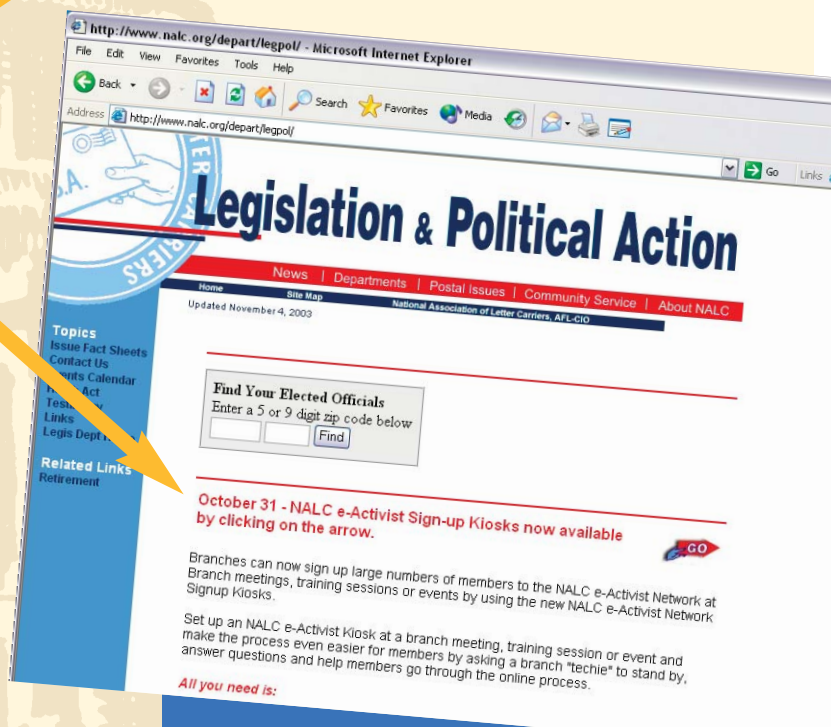 http://www.nalc.org/depart/legpol/ - Microsoft Internet Explorer
File Edit View Favorites Tools Help
Back Search Favorites Media
Address http://www.nalc.org/depart/legpol/ Go Links
S.A. TER CARRIERS
Legislation & Political Action
News | Departments | Postal Issues | Community Service | About NALC
Home Site Map National Association of Letter Carriers, AFL-CIO
Updated November 4, 2003
Topics
Issue Fact Sheets
Contact Us
Calendar
Act
Links
Legis Dept
Related Links
Retirement
Find Your Elected Officials
Enter a 5 or 9 digit zip code below
Find
October 31 - NALC e-Activist Sign-up Kiosks now available
by clicking on the arrow.
GO
Branches can now sign up large numbers of members to the NALC e-Activist Network at
Branch meetings, training sessions or events by using the new NALC e-Activist Network
Signup Kiosks.
Set up an NALC e-Activist Kiosk at a branch meeting, training session or event and
make the process even easier for members by asking a branch "techie" to stand by,
answer questions and help members go through the online process.
All you need is: